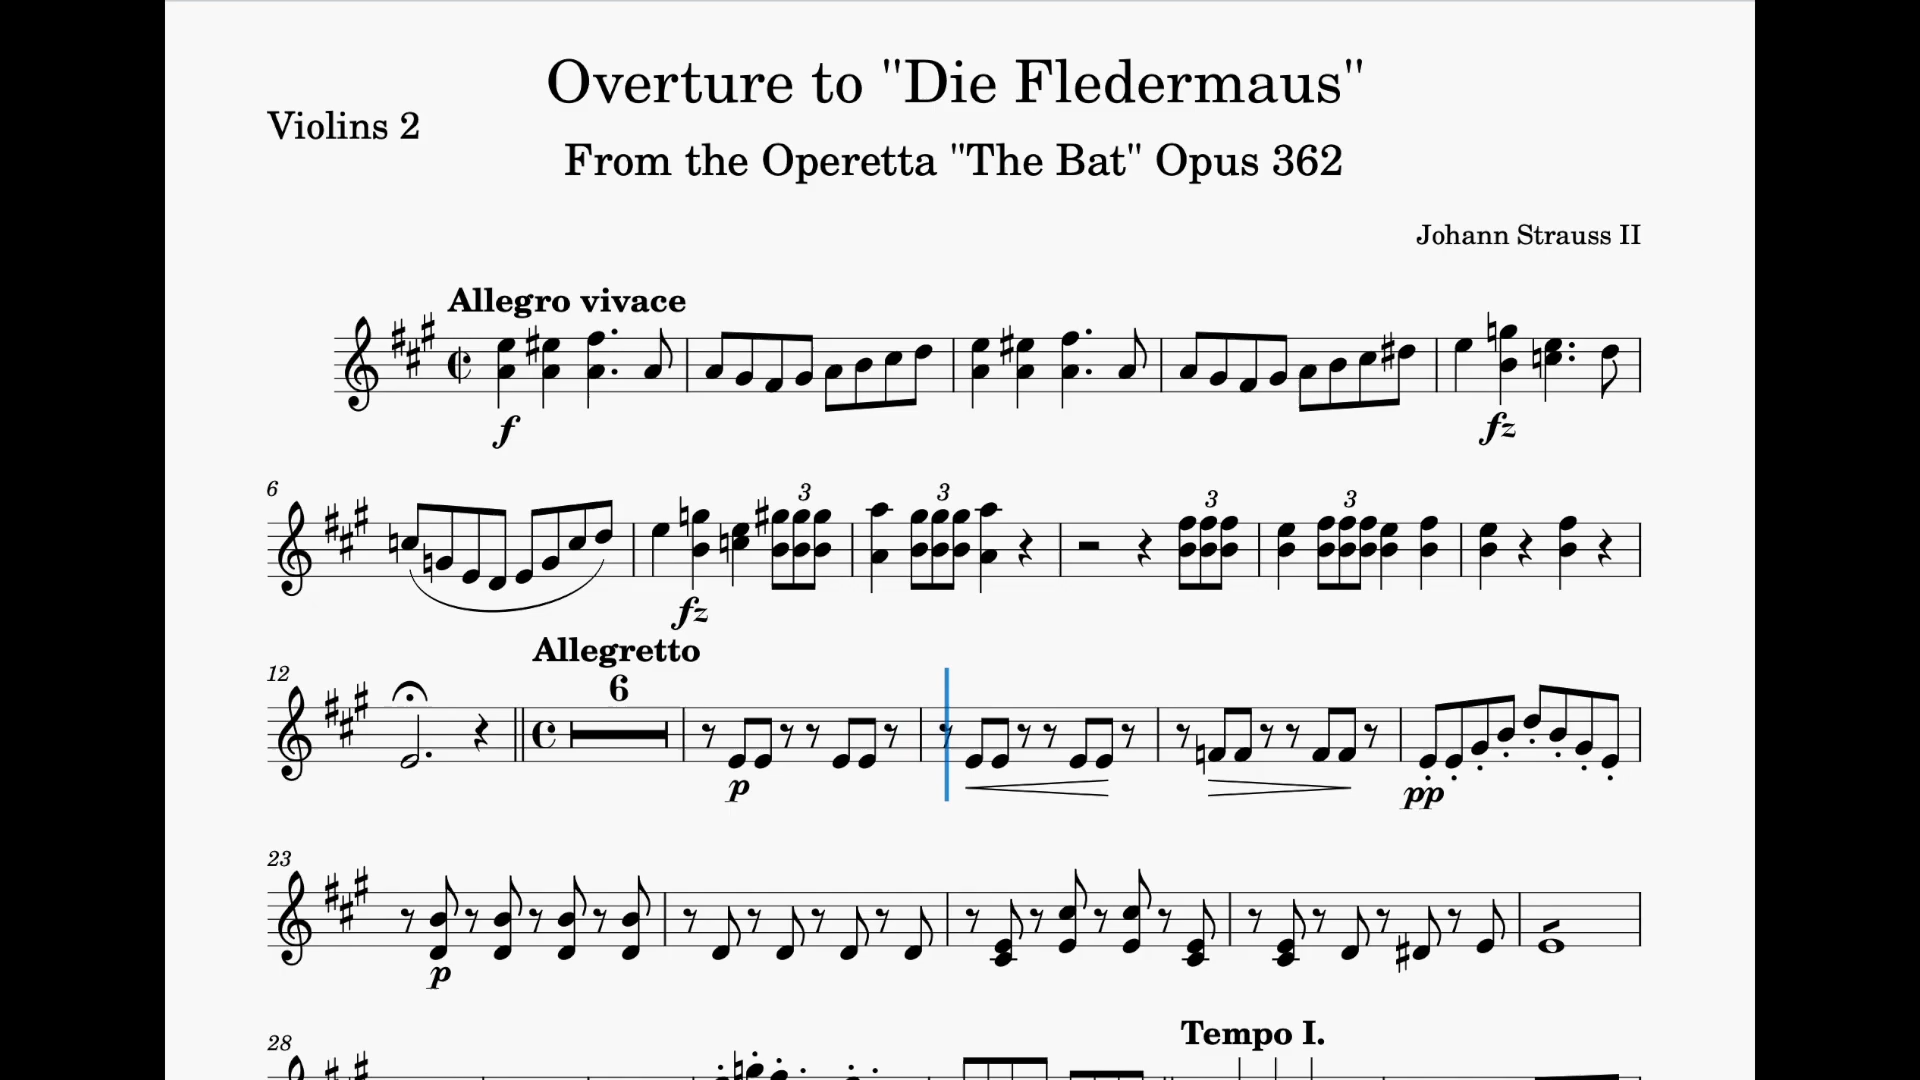 Overture to "Die Fledermaus"
Violins 2
From the Operetta "The Bat" Opus 362
Johann Strauss II
Allegro vivace
f
fz
6
3
3
3
3
fz
Allegretto
12
6
p
pp
23
p
Tempo I.
28